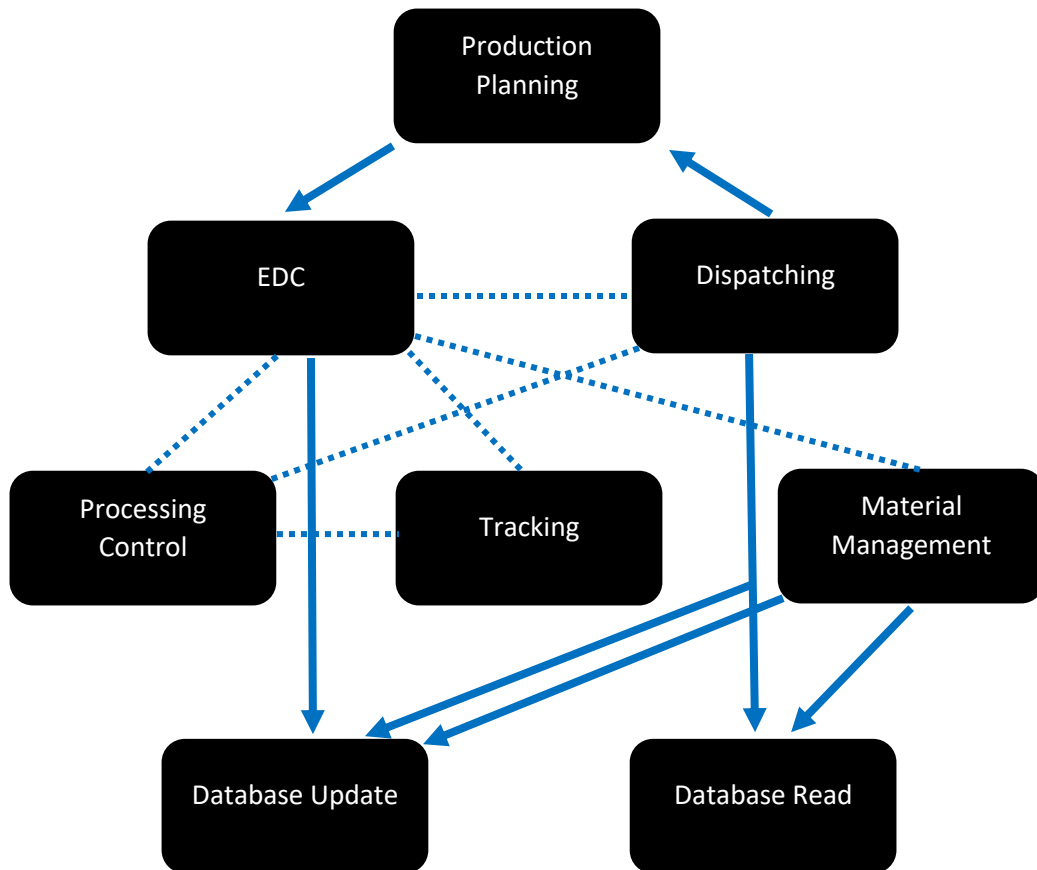 Production
Planning
EDC
Dispatching
Processing
Control
Tracking
Material
Management
Database Update
Database Read